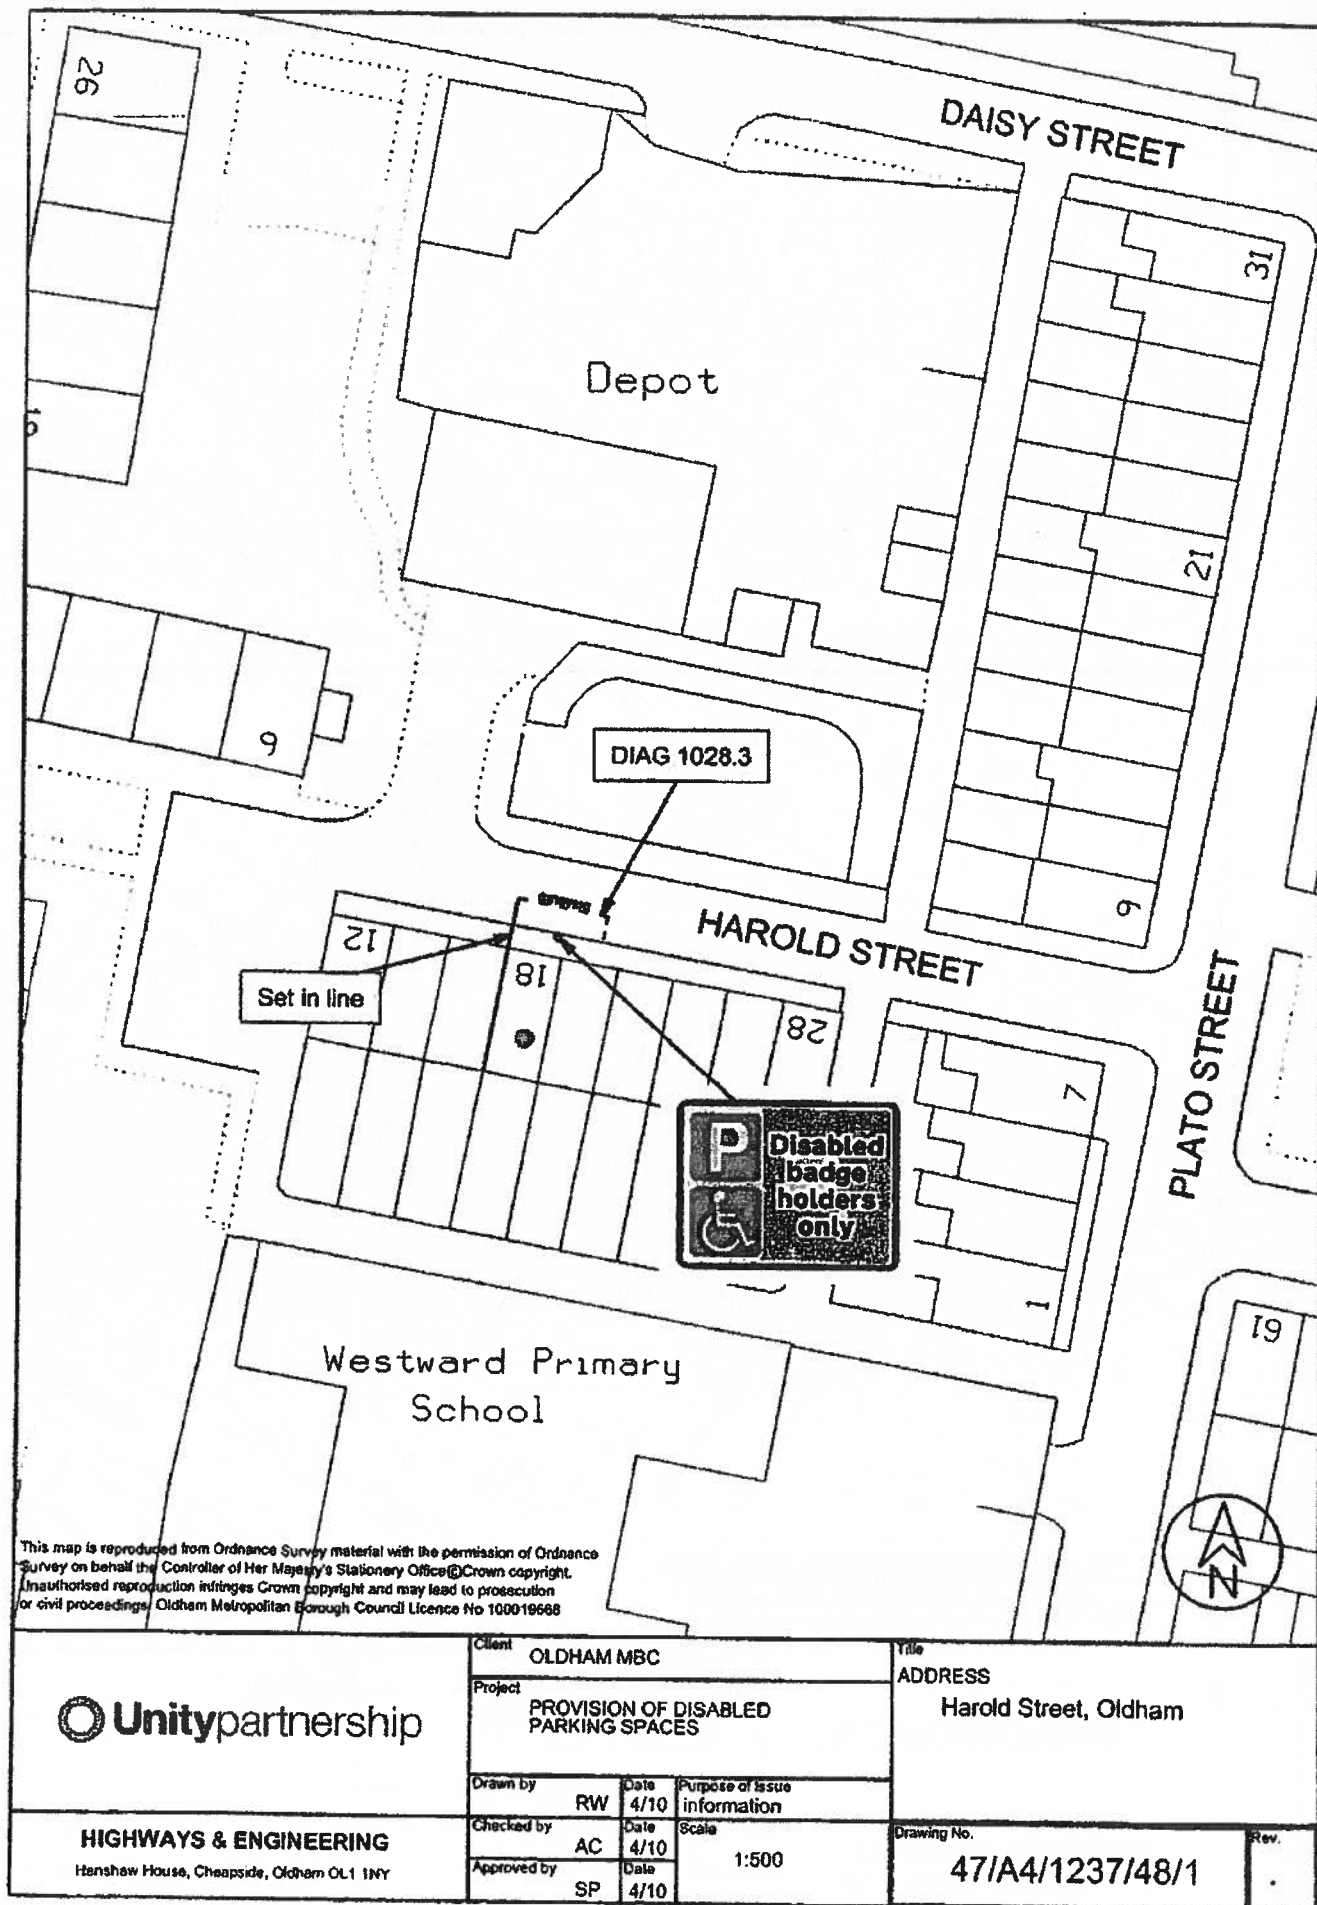 26
DAISY STREET
31
Depot
21
6
DIAG 1028.3
9
12
HAROLD STREET
Set in line
18
28
PLATO STREET
7
P
Disabled
badge
holders
only
1
61
Westward Primary
School
N
This map is reproduced from Ordnance Survey material with the permission of Ordnance
Survey on behalf the Controller of Her Majesty's Stationery Office©Crown copyright.
Unauthorised reproduction infringes Crown copyright and may lead to prosecution
or civil proceedings. Oldham Metropolitan Borough Council Licence No 100019668
Unitypartnership
HIGHWAYS & ENGINEERING
Henshaw House, Cheapside, Oldham OL1 1NY
Client
OLDHAM MBC
Project
PROVISION OF DISABLED
PARKING SPACES
Drawn by
RW
Date
4/10
Purpose of Issue
information
Checked by
AC
Date
4/10
Scale
1:500
Approved by
SP
Date
4/10
Title
ADDRESS
Harold Street, Oldham
Drawing No.
47/A4/1237/48/1
Rev.
.